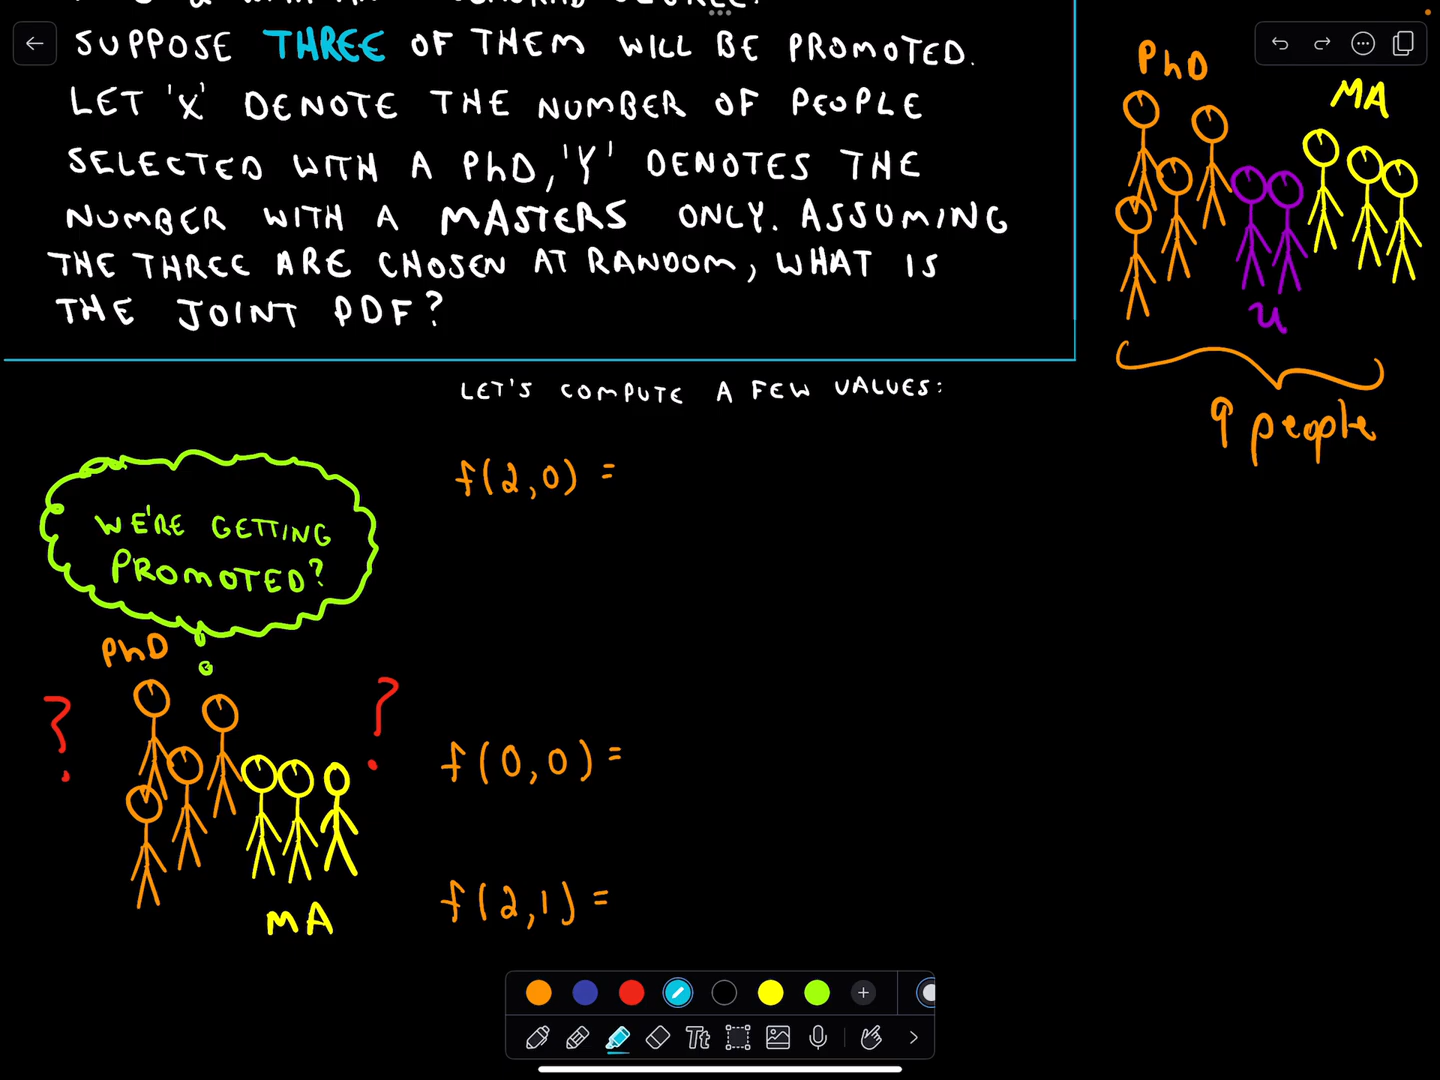 SUPPOSE THREE OF THEM WILL BE PROMOTED.
LET 'X' DENOTE THE NUMBER OF PEOPLE
SELECTED WITH A PhD, 'Y' DENOTES THE
NUMBER WITH A MASTERS ONLY. ASSUMING
THE THREE ARE CHOSEN AT RANDOM, WHAT IS
THE JOINT PDF?
PhD
MA
U
9 people
LET'S COMPUTE A FEW VALUES:
f(2,0) =
WE'RE GETTING
PROMOTED?
PhD
? ?
MA
f(0,0) =
f(2,1) =
Tt